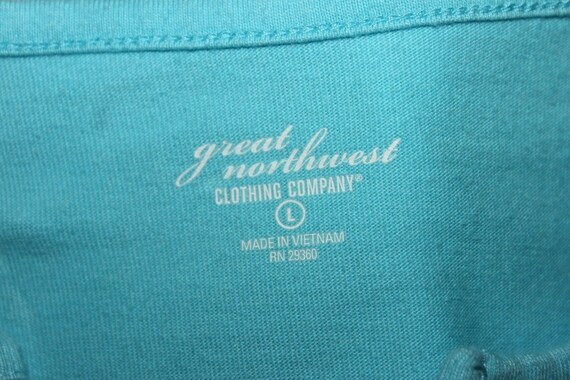 great
northwest
CLOTHING COMPANY®
L
MADE IN VIETNAM
RN 29360